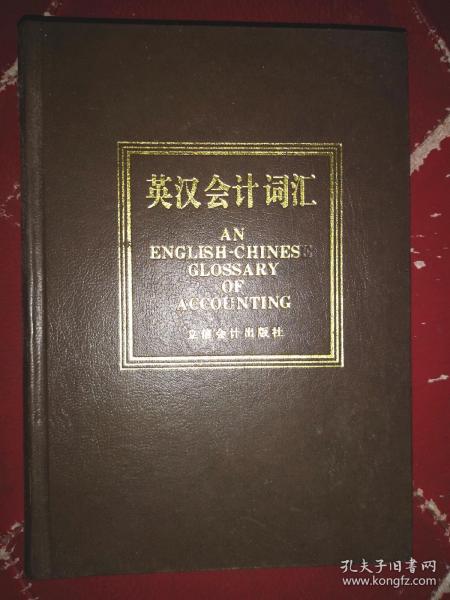 英汉会计词汇
AN
ENGLISH-CHINESE
GLOSSARY
OF
ACCOUNTING
立信会计出版社
孔夫子旧书网
www.kongfz.com